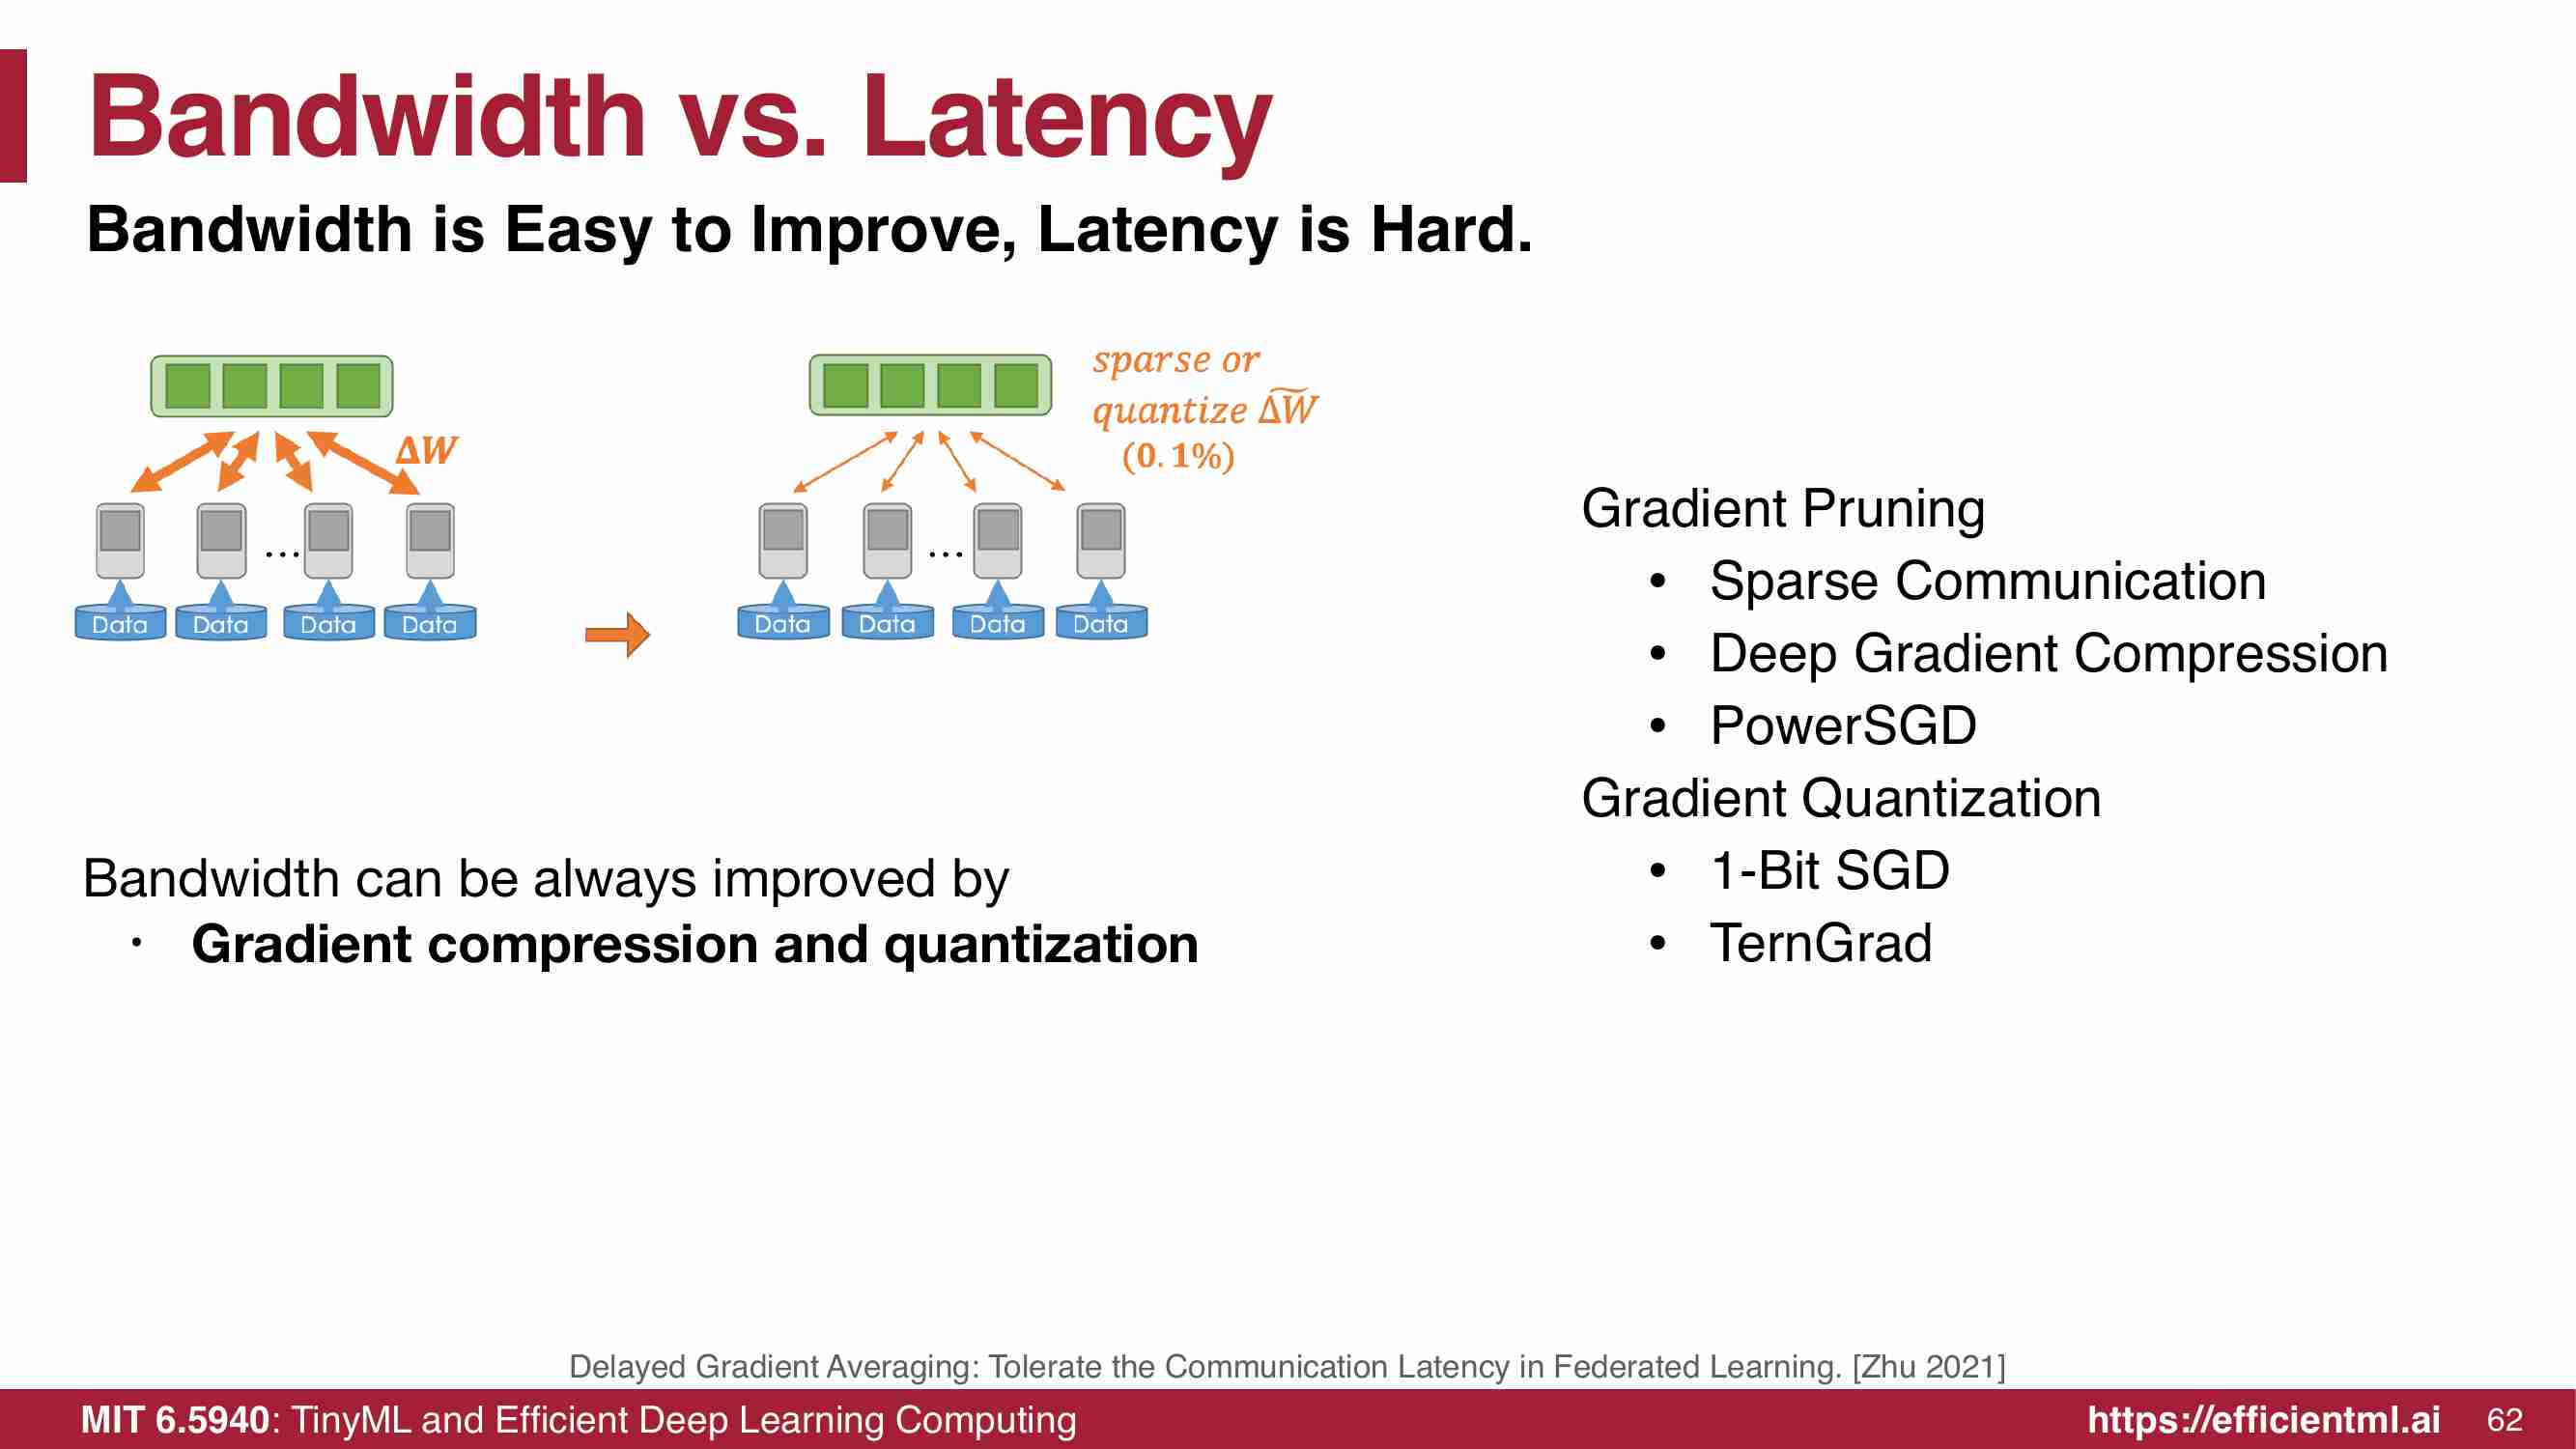 Bandwidth vs. Latency
Bandwidth is Easy to Improve, Latency is Hard.
ΔW
...
Data Data Data Data
sparse or
quantize \widetilde{ΔW}
(0.1%)
...
Data Data Data Data
Bandwidth can be always improved by
• Gradient compression and quantization
Gradient Pruning
• Sparse Communication
• Deep Gradient Compression
• PowerSGD
Gradient Quantization
• 1-Bit SGD
• TernGrad
Delayed Gradient Averaging: Tolerate the Communication Latency in Federated Learning. [Zhu 2021]
MIT 6.5940: TinyML and Efficient Deep Learning Computing
https://efficientml.ai 62